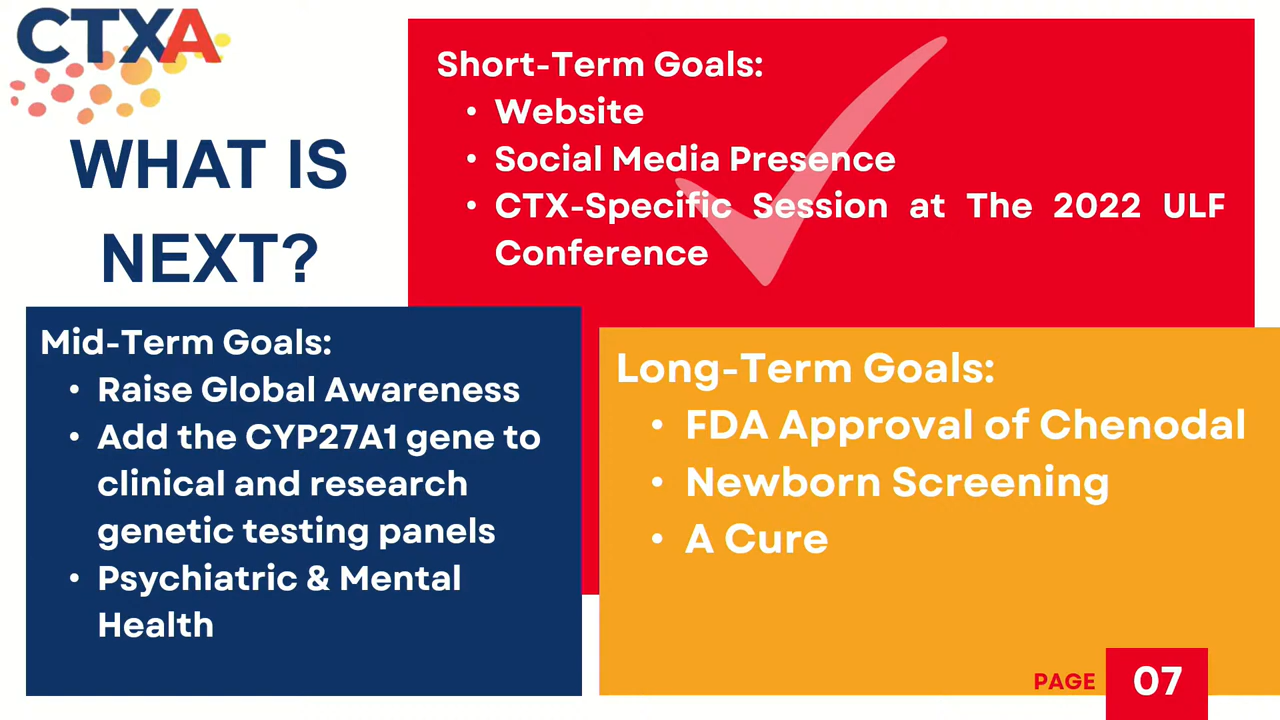 CTXA
WHAT IS
NEXT?
Short-Term Goals:
• Website
• Social Media Presence
• CTX-Specific Session at The 2022 ULF
Conference
Mid-Term Goals:
• Raise Global Awareness
• Add the CYP27A1 gene to
clinical and research
genetic testing panels
• Psychiatric & Mental
Health
Long-Term Goals:
• FDA Approval of Chenodal
• Newborn Screening
• A Cure
PAGE 07